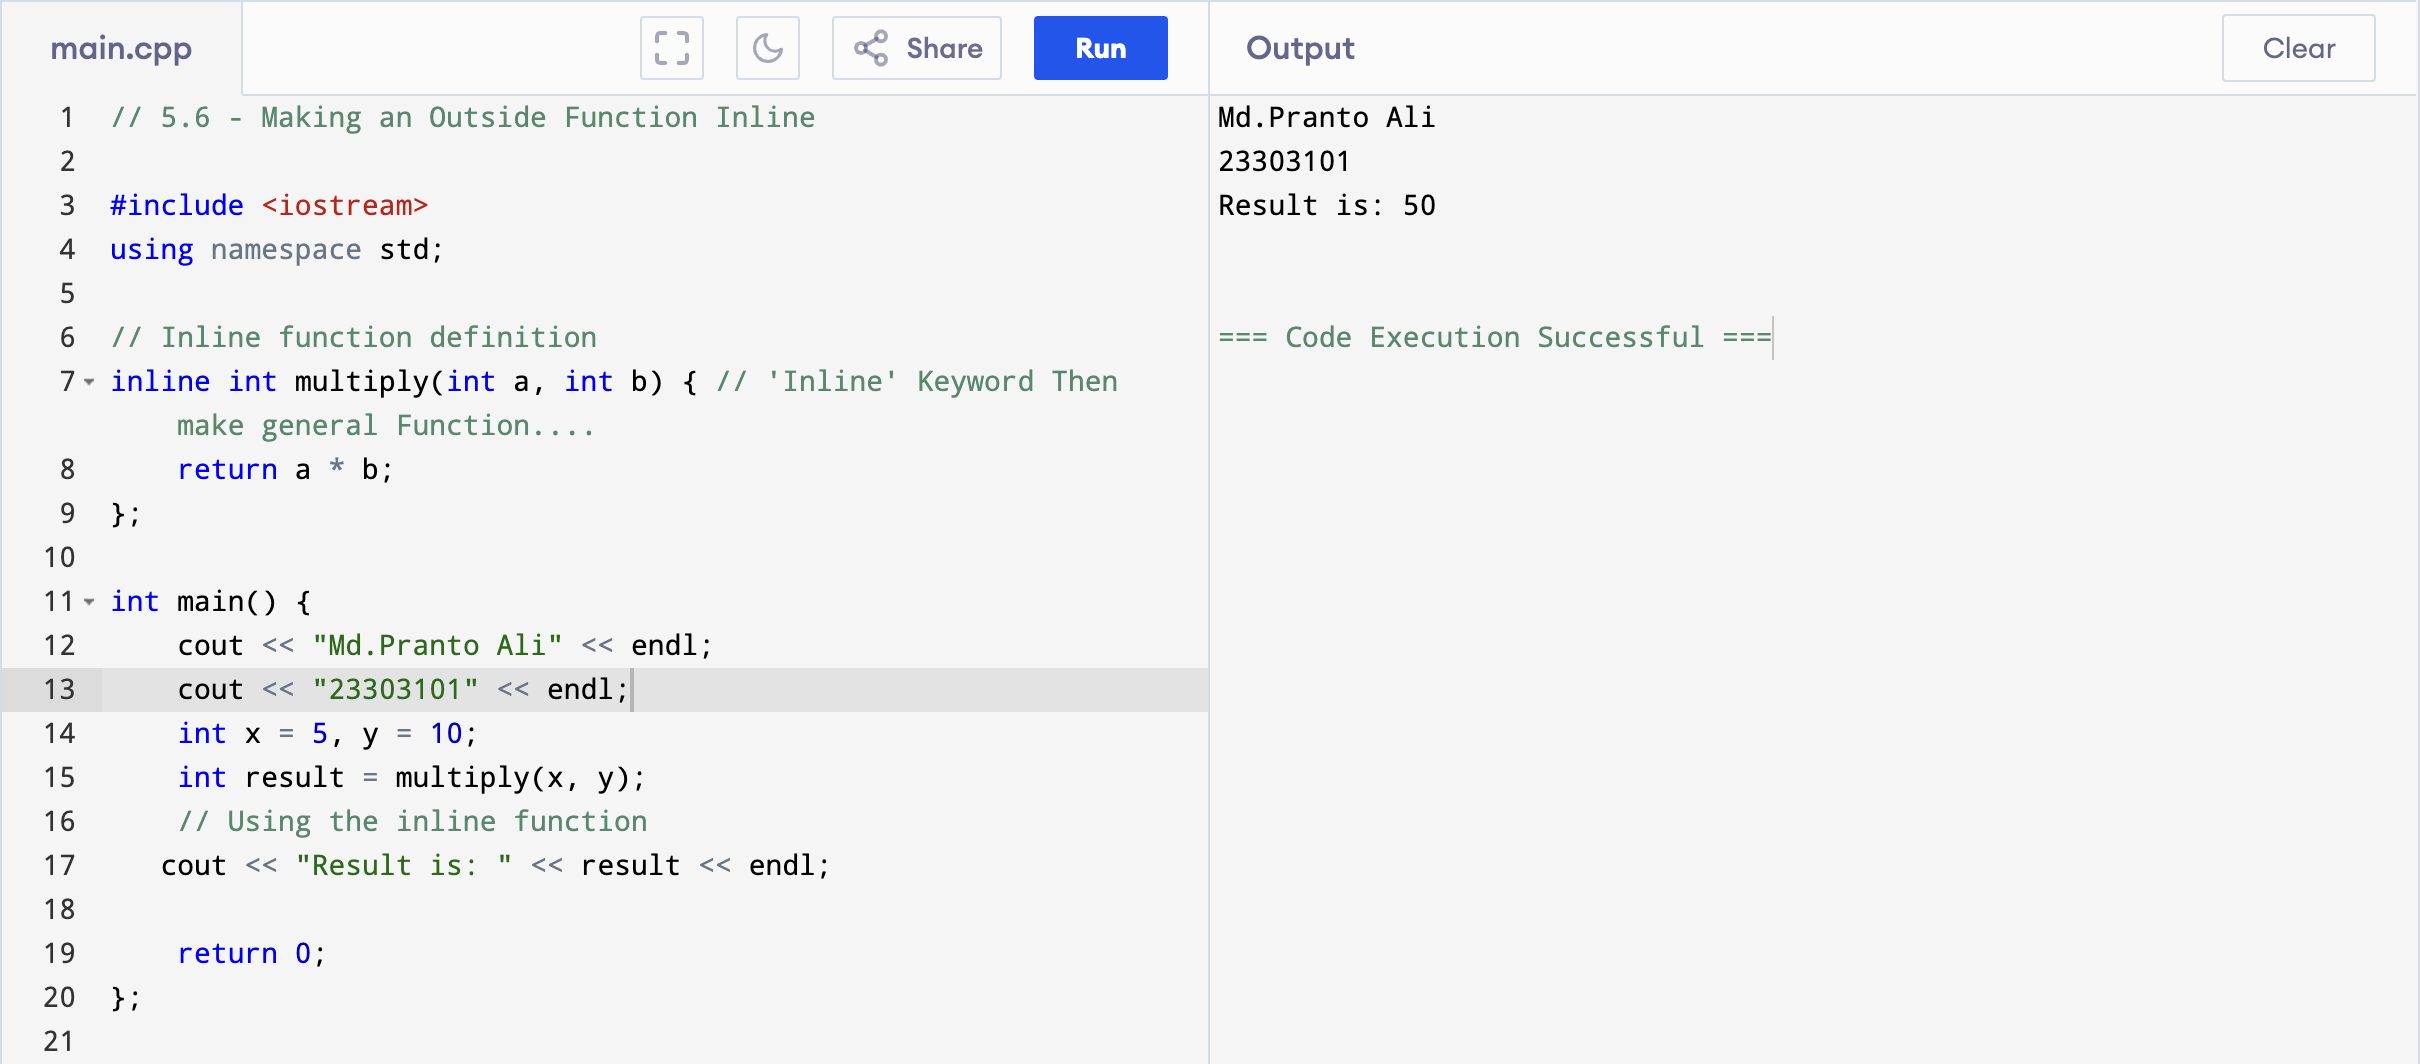 main.cpp
Share
Run
Output
Clear
1 // 5.6 - Making an Outside Function Inline
2
3 #include <iostream>
4 using namespace std;
5
6 // Inline function definition
7 inline int multiply(int a, int b) { // 'Inline' Keyword Then
make general Function....
8 return a * b;
9 };
10
11 int main() {
12 cout << "Md.Pranto Ali" << endl;
13 cout << "23303101" << endl;
14 int x = 5, y = 10;
15 int result = multiply(x, y);
16 // Using the inline function
17 cout << "Result is: " << result << endl;
18
19 return 0;
20 };
21
Md.Pranto Ali
23303101
Result is: 50
=== Code Execution Successful ===